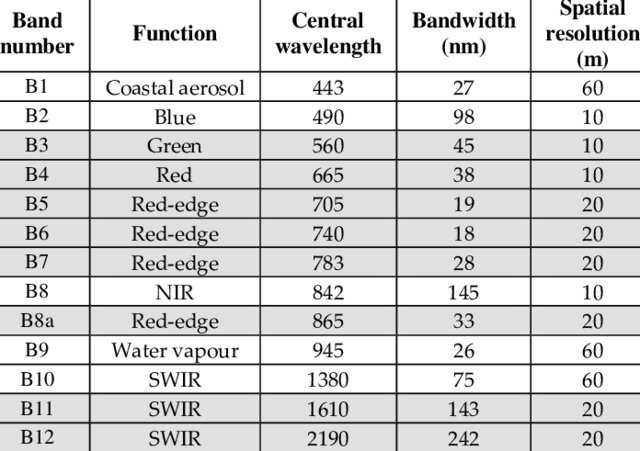 Band number Function Central wavelength Bandwidth (nm) Spatial resolution (m)
B1 Coastal aerosol 443 27 60
B2 Blue 490 98 10
B3 Green 560 45 10
B4 Red 665 38 10
B5 Red-edge 705 19 20
B6 Red-edge 740 18 20
B7 Red-edge 783 28 20
B8 NIR 842 145 10
B8a Red-edge 865 33 20
B9 Water vapour 945 26 60
B10 SWIR 1380 75 60
B11 SWIR 1610 143 20
B12 SWIR 2190 242 20